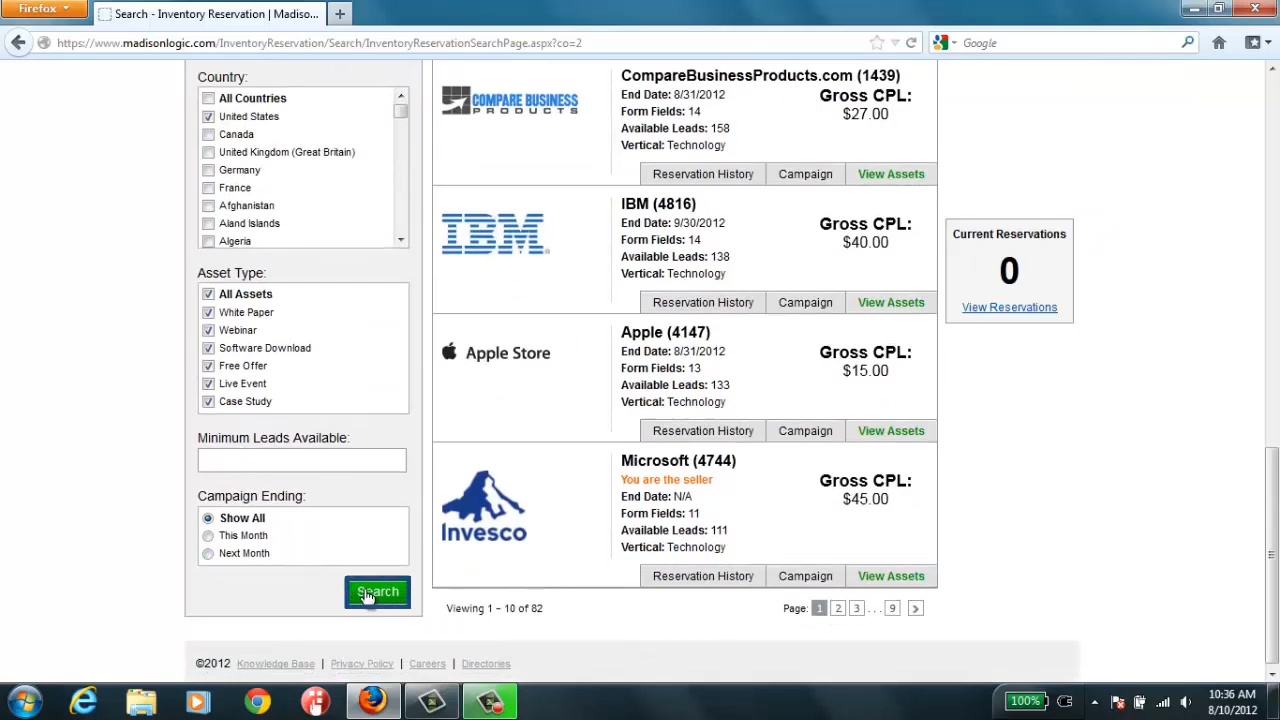 Firefox
Search - Inventory Reservation | Madiso...
https://www.madisonlogic.com/InventoryReservation/Search/InventoryReservationSearchPage.aspx?co=2
Google
Country:
All Countries
United States
Canada
United Kingdom (Great Britain)
Germany
France
Afghanistan
Aland Islands
Algeria
Asset Type:
All Assets
White Paper
Webinar
Software Download
Free Offer
Live Event
Case Study
Minimum Leads Available:
Campaign Ending:
Show All
This Month
Next Month
Search
COMPARE BUSINESS
PRODUCTS
CompareBusinessProducts.com (1439)
End Date: 8/31/2012
Form Fields: 14
Available Leads: 158
Vertical: Technology
Gross CPL:
$27.00
Reservation History
Campaign
View Assets
IBM
IBM (4816)
End Date: 9/30/2012
Form Fields: 14
Available Leads: 138
Vertical: Technology
Gross CPL:
$40.00
Reservation History
Campaign
View Assets
Apple Store
Apple (4147)
End Date: 8/31/2012
Form Fields: 13
Available Leads: 133
Vertical: Technology
Gross CPL:
$15.00
Reservation History
Campaign
View Assets
Invesco
Microsoft (4744)
You are the seller
End Date: N/A
Form Fields: 11
Available Leads: 111
Vertical: Technology
Gross CPL:
$45.00
Reservation History
Campaign
View Assets
Viewing 1 – 10 of 82
Page: 1 2 3 . . . 9 >
Current Reservations
0
View Reservations
©2012 Knowledge Base | Privacy Policy | Careers | Directories
100%
10:36 AM
8/10/2012